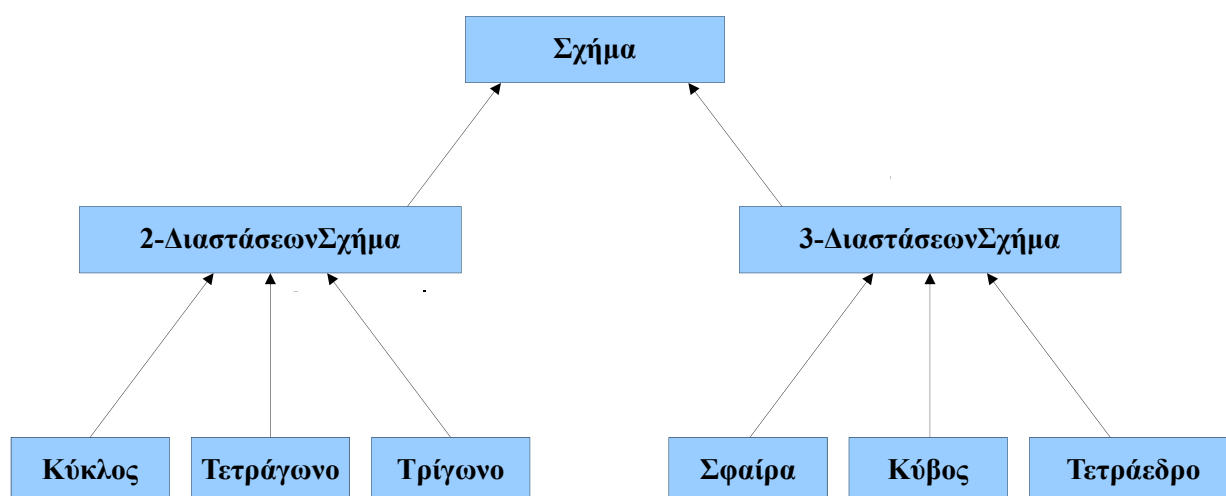 Σχήμα
2-ΔιαστάσεωνΣχήμα
3-ΔιαστάσεωνΣχήμα
Κύκλος
Τετράγωνο
Τρίγωνο
Σφαίρα
Κύβος
Τετράεδρο